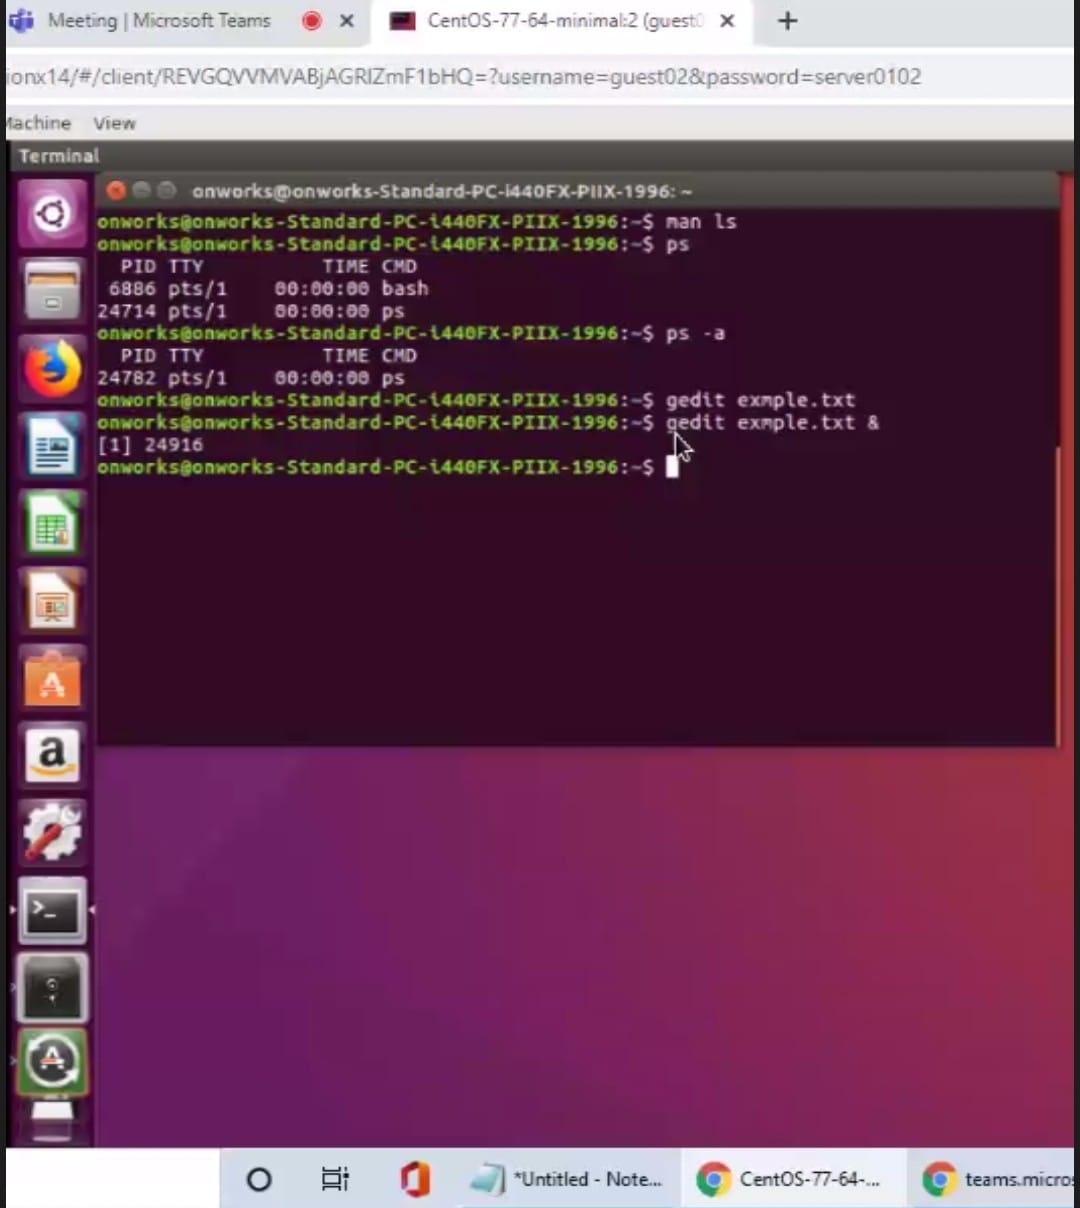 Meeting | Microsoft Teams
CentOS-77-64-minimal:2 (guest0
ionx14/#/client/REVGQVVMVABjAGRlZmF1bHQ=?username=guest02&password=server0102
Machine View
Terminal
onworks@onworks-Standard-PC-i440FX-PIIX-1996: ~
onworks@onworks-Standard-PC-i440FX-PIIX-1996:~$ man ls
onworks@onworks-Standard-PC-i440FX-PIIX-1996:~$ ps
PID TTY TIME CMD
6886 pts/1 00:00:00 bash
24714 pts/1 00:00:00 ps
onworks@onworks-Standard-PC-i440FX-PIIX-1996:~$ ps -a
PID TTY TIME CMD
24782 pts/1 00:00:00 ps
onworks@onworks-Standard-PC-i440FX-PIIX-1996:~$ gedit exmple.txt
onworks@onworks-Standard-PC-i440FX-PIIX-1996:~$ gedit exmple.txt &
[1] 24916
onworks@onworks-Standard-PC-i440FX-PIIX-1996:~$
*Untitled - Note...
CentOS-77-64-...
teams.micros